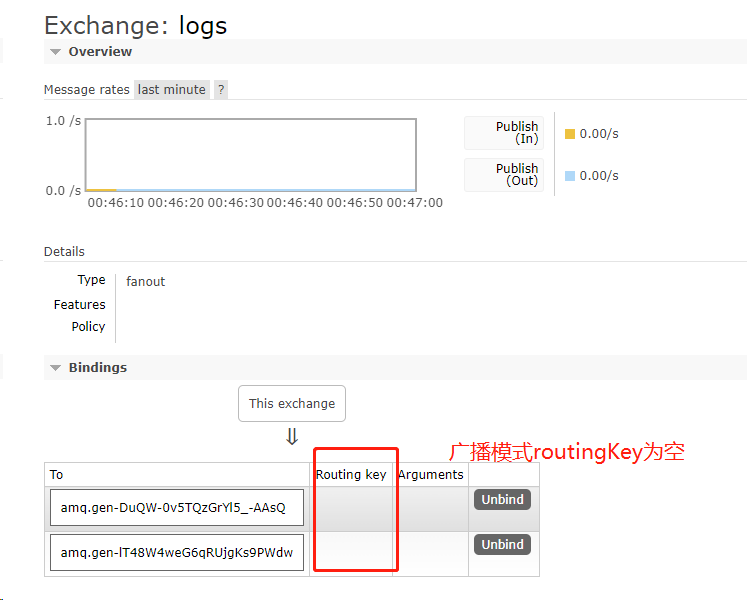 Exchange: logs
Overview
Message rates last minute ?
1.0 /s
0.0 /s
00:46:10 00:46:20 00:46:30 00:46:40 00:46:50 00:47:00
Publish
(In)
0.00/s
Publish
(Out)
0.00/s
Details
Type fanout
Features
Policy
Bindings
This exchange
⇓
广播模式routingKey为空
To Routing key Arguments
amq.gen-DuQW-0v5TQzGrYl5_-AAsQ Unbind
amq.gen-lT48W4weG6qRUjgKs9PWdw Unbind